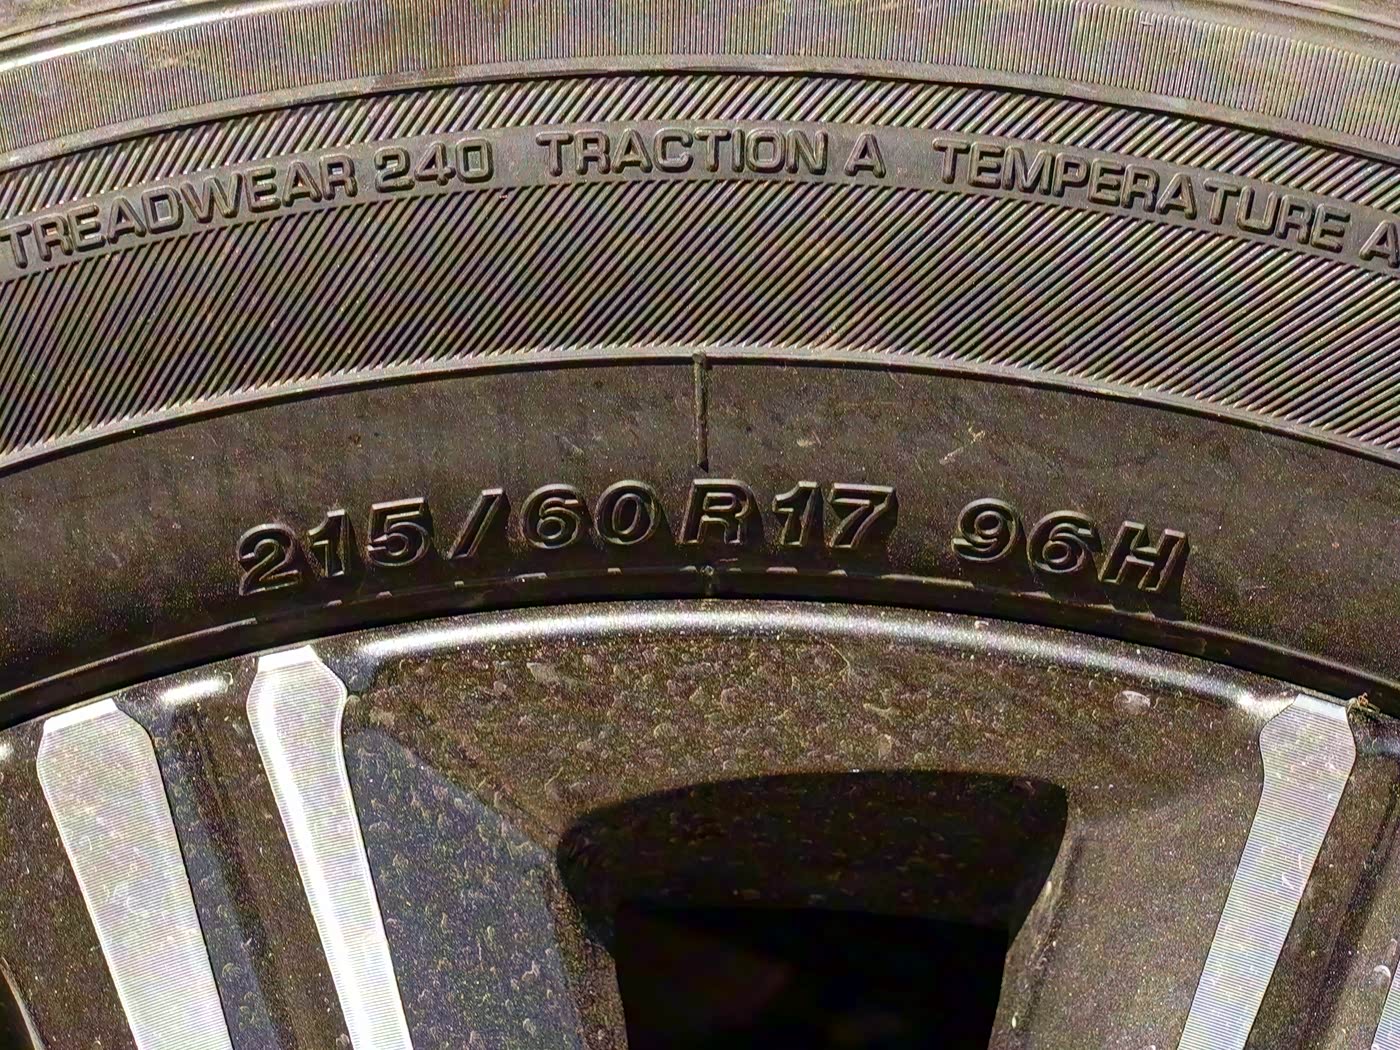 TREADWEAR 240 TRACTION A TEMPERATURE A
215/60R17 96H